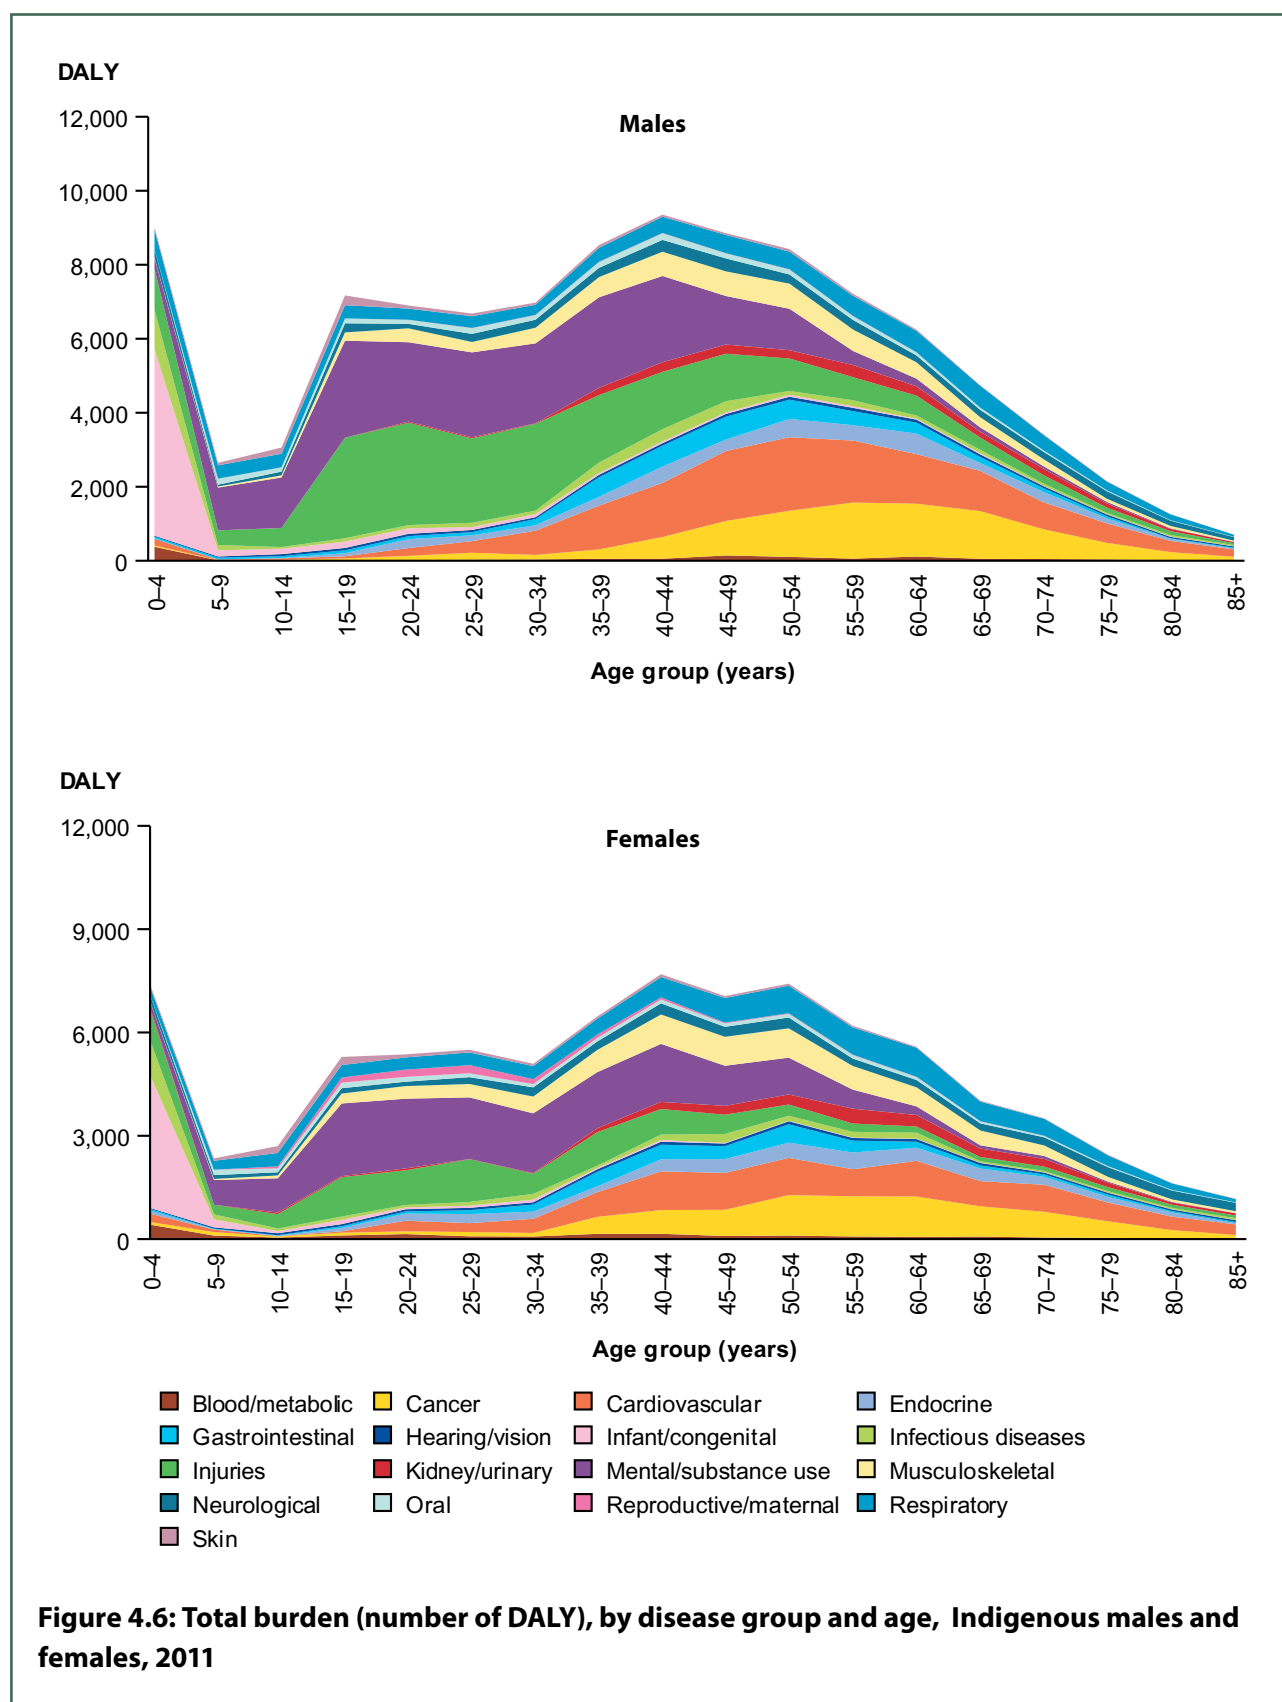 DALY
Males
12,000
10,000
8,000
6,000
4,000
2,000
0
0–4 5–9 10–14 15–19 20–24 25–29 30–34 35–39 40–44 45–49 50–54 55–59 60–64 65–69 70–74 75–79 80–84 85+
Age group (years)
DALY
Females
12,000
9,000
6,000
3,000
0
0–4 5–9 10–14 15–19 20–24 25–29 30–34 35–39 40–44 45–49 50–54 55–59 60–64 65–69 70–74 75–79 80–84 85+
Age group (years)
Blood/metabolic Cancer Cardiovascular Endocrine
Gastrointestinal Hearing/vision Infant/congenital Infectious diseases
Injuries Kidney/urinary Mental/substance use Musculoskeletal
Neurological Oral Reproductive/maternal Respiratory
Skin
Figure 4.6: Total burden (number of DALY), by disease group and age, Indigenous males and
females, 2011